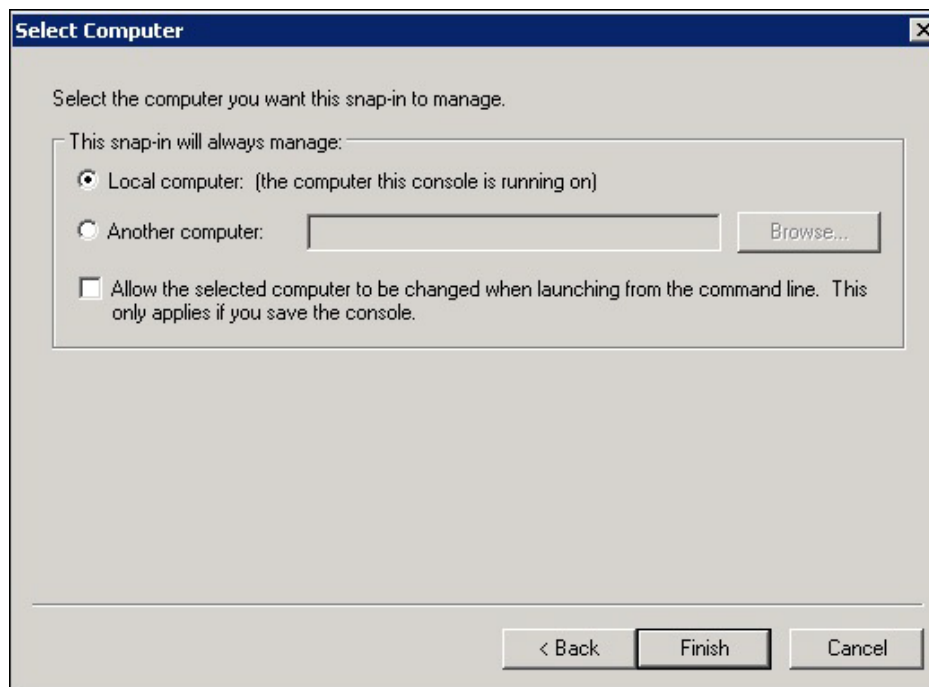 Select Computer
Select the computer you want this snap-in to manage.
This snap-in will always manage:
Local computer: (the computer this console is running on)
Another computer:
Browse...
Allow the selected computer to be changed when launching from the command line. This
only applies if you save the console.
< Back
Finish
Cancel